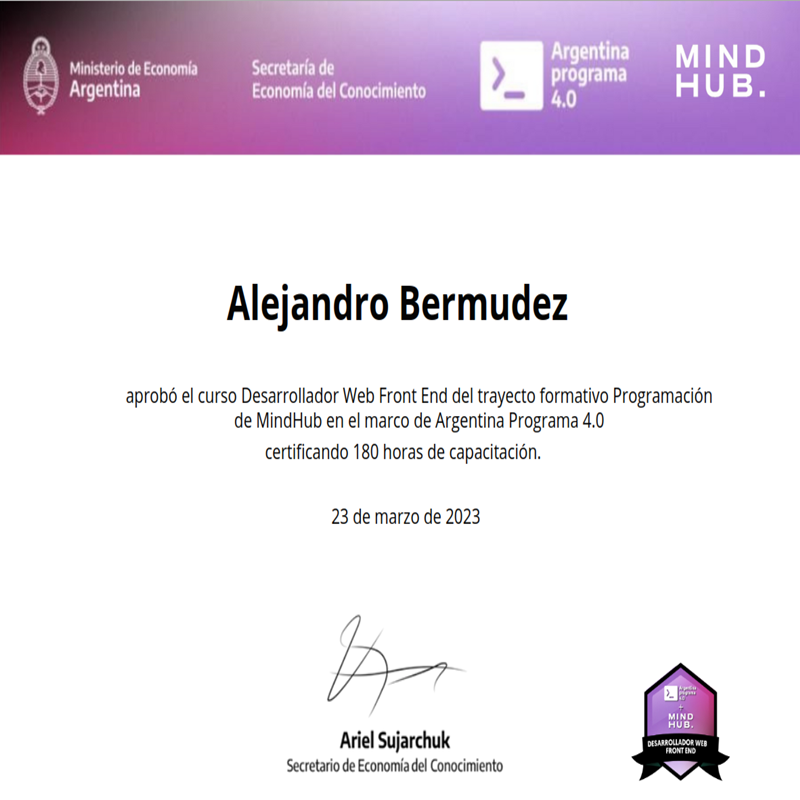 Ministerio de Economía
Argentina
Secretaría de
Economía del Conocimiento
Argentina
programa
4.0
MIND
HUB.
Alejandro Bermudez
aprobó el curso Desarrollador Web Front End del trayecto formativo Programación
de MindHub en el marco de Argentina Programa 4.0
certificando 180 horas de capacitación.
23 de marzo de 2023
Ariel Sujarchuk
Secretario de Economía del Conocimiento
Argentina
programa
4.0
+
MIND
HUB.
DESARROLLADOR WEB
FRONT END